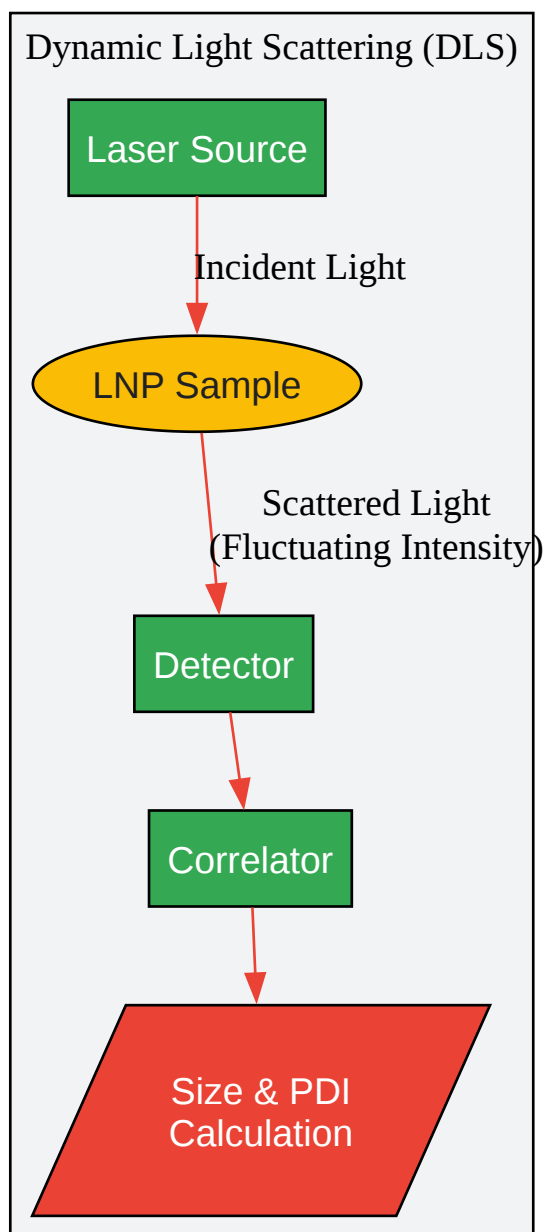 Dynamic Light Scattering (DLS)
Laser Source
Incident Light
LNP Sample
Scattered Light
(Fluctuating Intensity)
Detector
Correlator
Size & PDI
Calculation